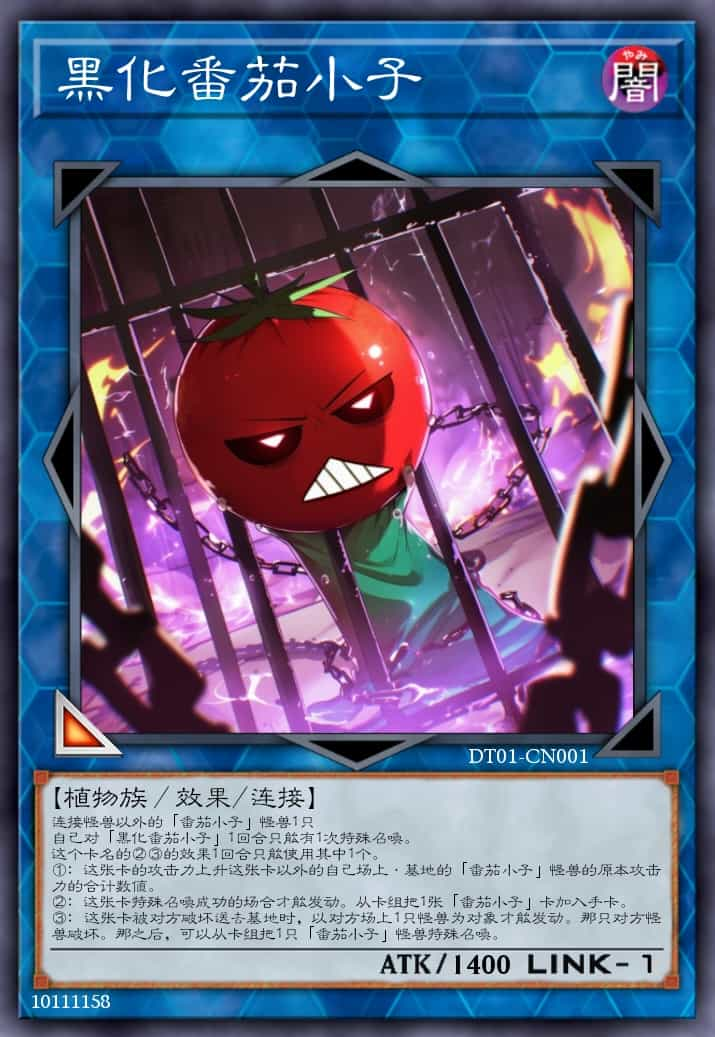 黑化番茄小子
やみ
闇
DT01-CN001
【植物族／效果/连接】
连接怪兽以外的「番茄小子」怪兽1只
自己对「黑化番茄小子」1回合只能有1次特殊召唤。
这个卡名的②③的效果1回合只能使用其中1个。
①：这张卡的攻击力上升这张卡以外的自己场上·墓地的「番茄小子」怪兽的原本攻击
力的合计数值。
②：这张卡特殊召唤成功的场合才能发动。从卡组把1张「番茄小子」卡加入手卡。
③：这张卡被对方破坏送去墓地时，以对方场上1只怪兽为对象才能发动。那只对方怪
兽破坏。那之后，可以从卡组把1只「番茄小子」怪兽特殊召唤。
ATK/1400 LINK-1
10111158